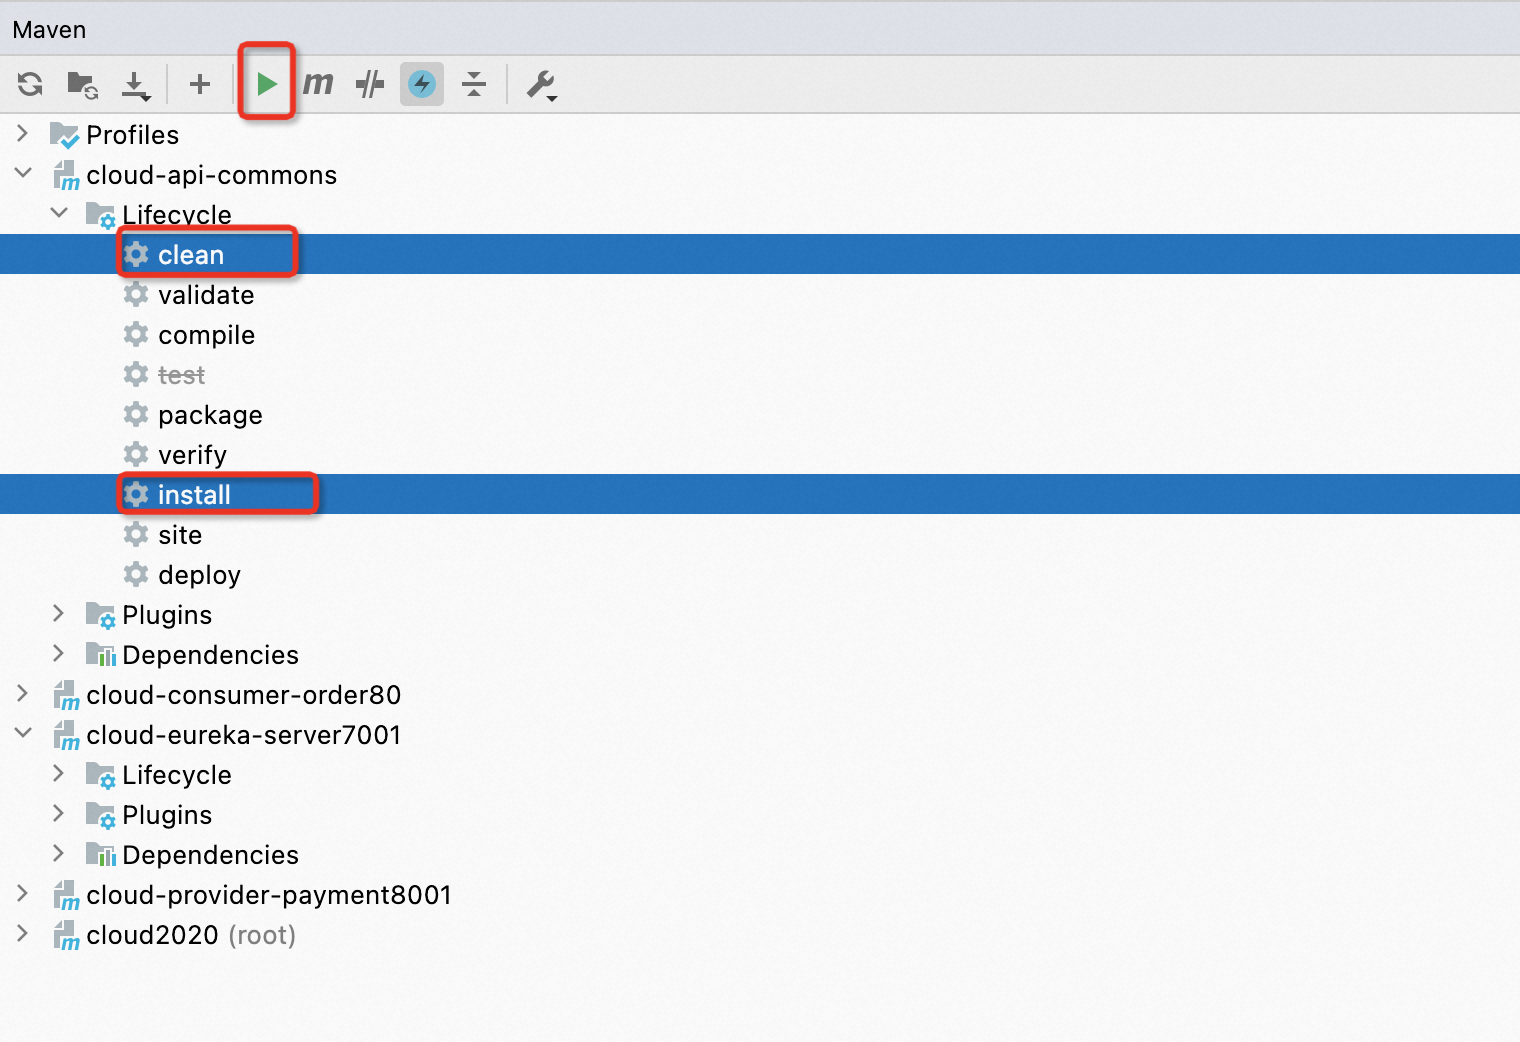 Maven
m
Profiles
cloud-api-commons
Lifecycle
clean
validate
compile
test
package
verify
install
site
deploy
Plugins
Dependencies
cloud-consumer-order80
cloud-eureka-server7001
Lifecycle
Plugins
Dependencies
cloud-provider-payment8001
cloud2020 (root)